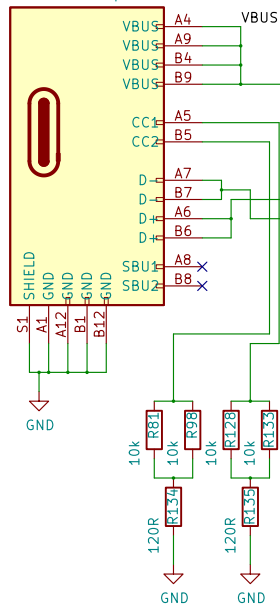 VBUS
VBUS A4
VBUS A9
VBUS B4
VBUS B9
CC1 A5
CC2 B5
D- A7
D- B7
D+ A6
D+ B6
SBU1 A8
SBU2 B8
SHIELD GND GND GND GND
S1 A1 A12 B1 B12
GND
10k R81 10k R98 10k R128 R133
120R R134 120R R135
GND GND